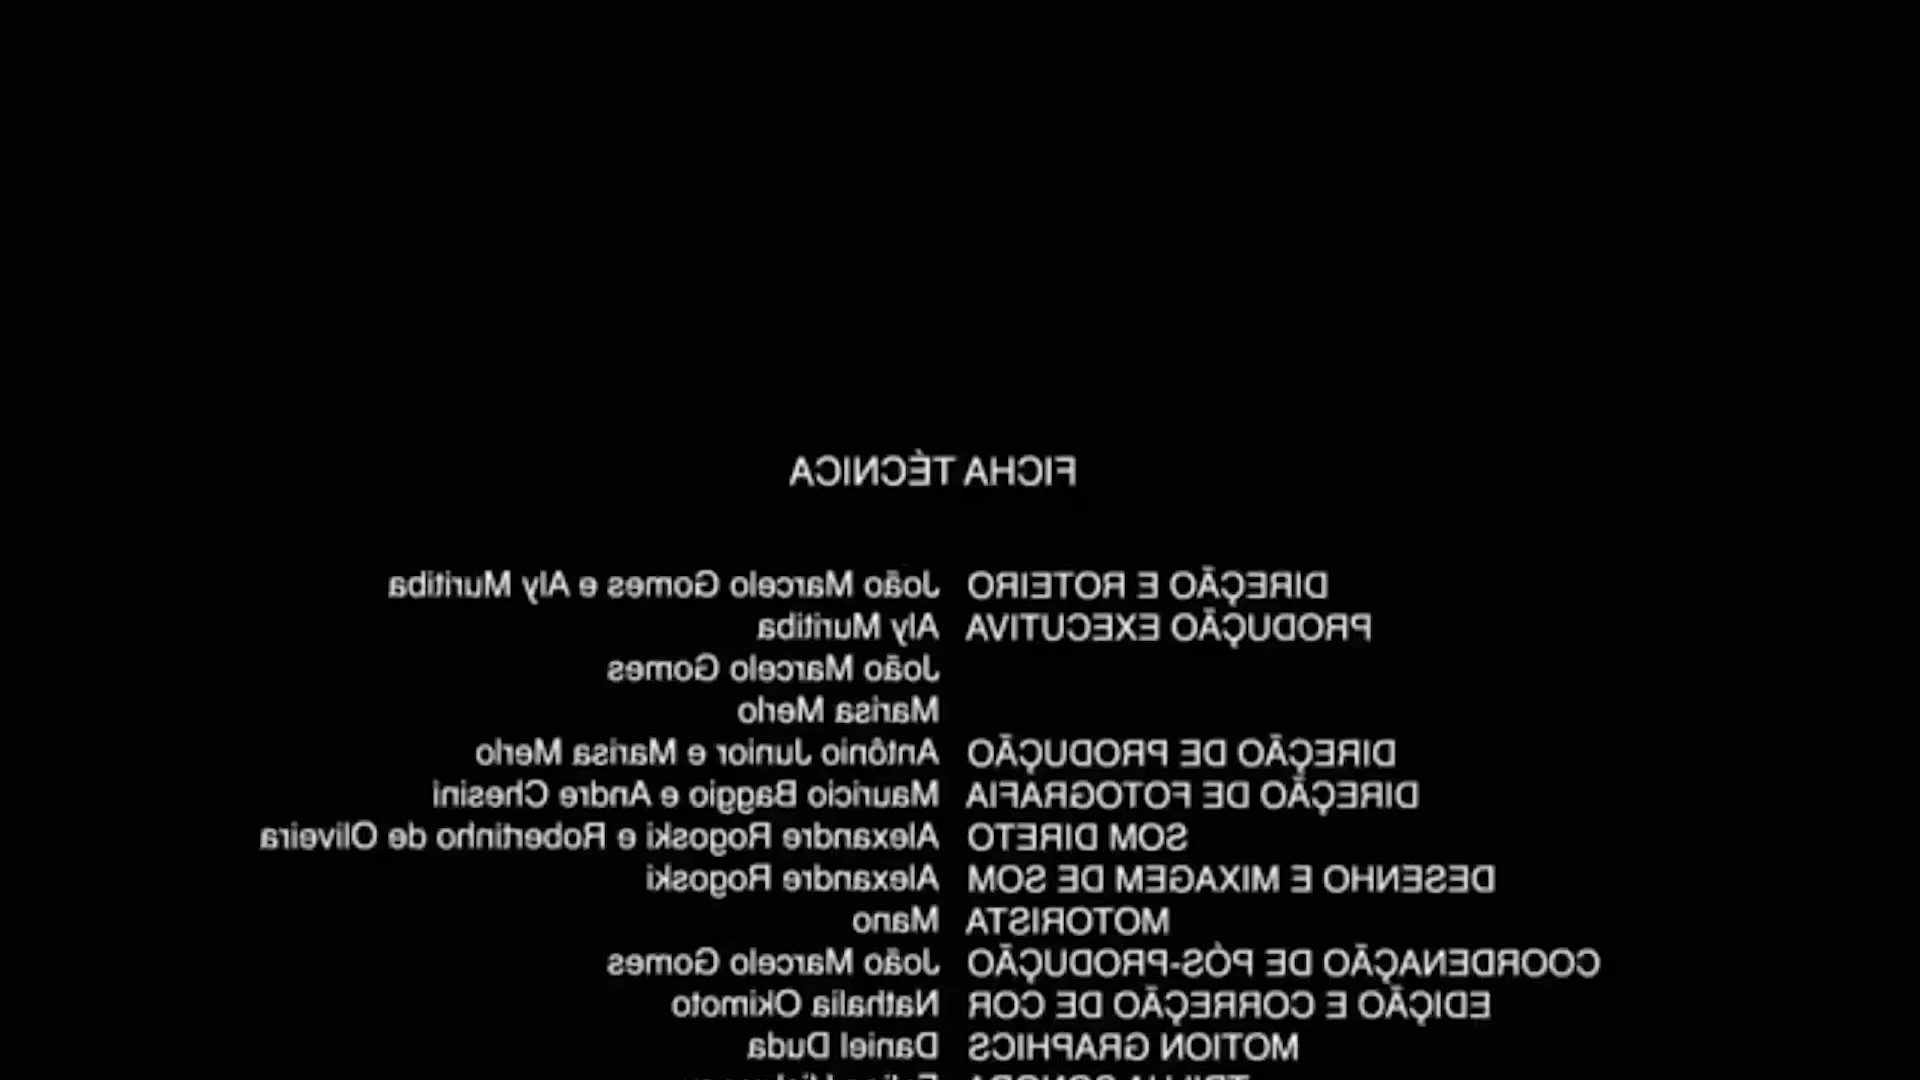 FICHA TÉCNICA
DIREÇÃO E ROTEIRO João Marcelo Gomes e Aly Muritiba
PRODUÇÃO EXECUTIVA Aly Muritiba
João Marcelo Gomes
Marisa Merlo
DIREÇÃO DE PRODUÇÃO Antônio Junior e Marisa Merlo
DIREÇÃO DE FOTOGRAFIA Mauricio Baggio e Andre Chesini
SOM DIRETO Alexandre Rogoski e Robertinho de Oliveira
DESENHO E MIXAGEM DE SOM Alexandre Rogoski
MOTORISTA Mano
COORDENAÇÃO DE PÓS-PRODUÇÃO João Marcelo Gomes
EDIÇÃO E CORREÇÃO DE COR Nathalia Okimoto
MOTION GRAPHICS Daniel Duda